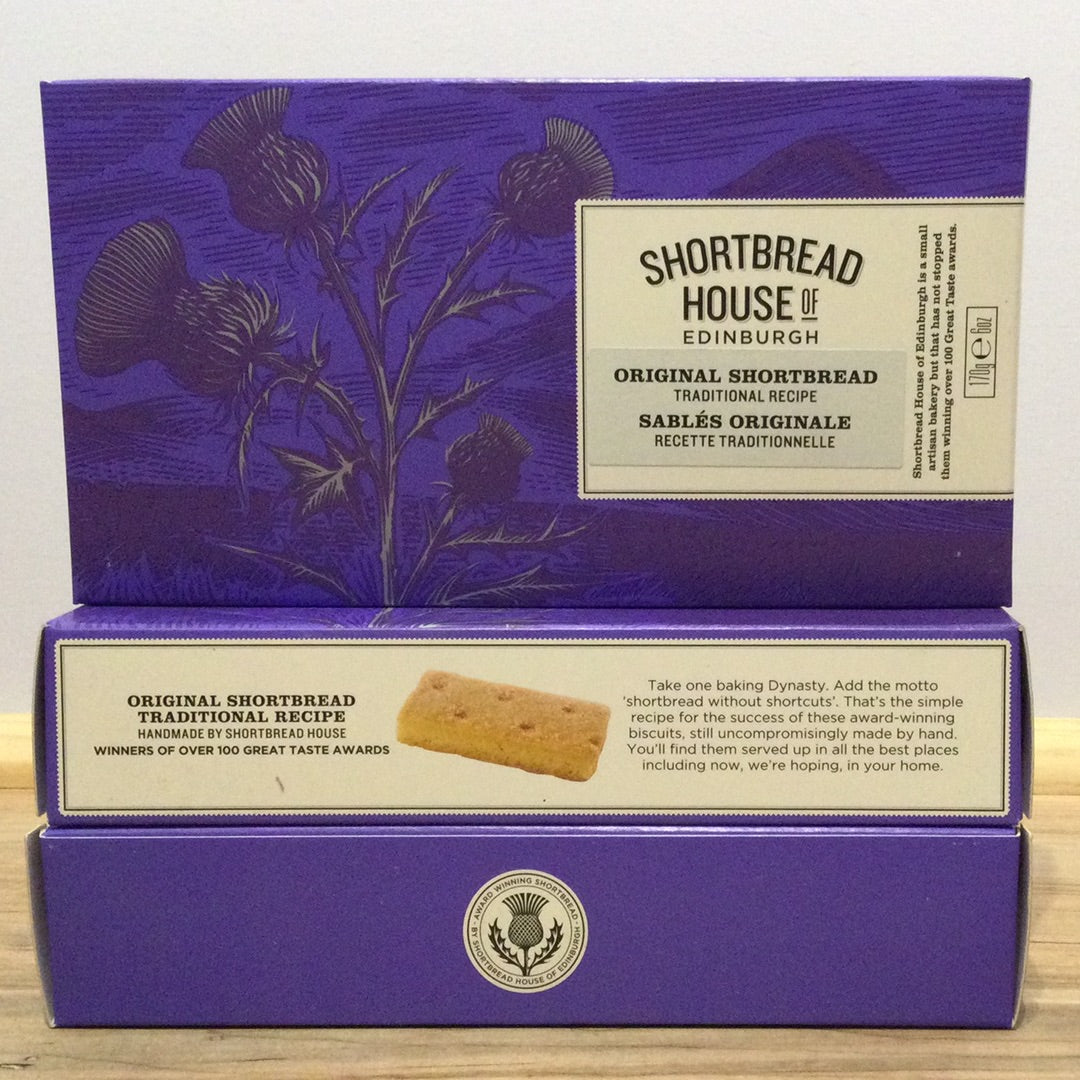 SHORTBREAD
HOUSE OF
EDINBURGH
ORIGINAL SHORTBREAD
TRADITIONAL RECIPE
SABLÉS ORIGINALE
RECETTE TRADITIONNELLE
Shortbread House of Edinburgh is a small
artisan bakery but that has not stopped
them winning over 100 Great Taste awards.
170g e 6oz
ORIGINAL SHORTBREAD
TRADITIONAL RECIPE
HANDMADE BY SHORTBREAD HOUSE
WINNERS OF OVER 100 GREAT TASTE AWARDS
Take one baking Dynasty. Add the motto
'shortbread without shortcuts'. That's the simple
recipe for the success of these award-winning
biscuits, still uncompromisingly made by hand.
You'll find them served up in all the best places
including now, we're hoping, in your home.
· AWARD WINNING SHORTBREAD ·
BY SHORTBREAD HOUSE OF EDINBURGH